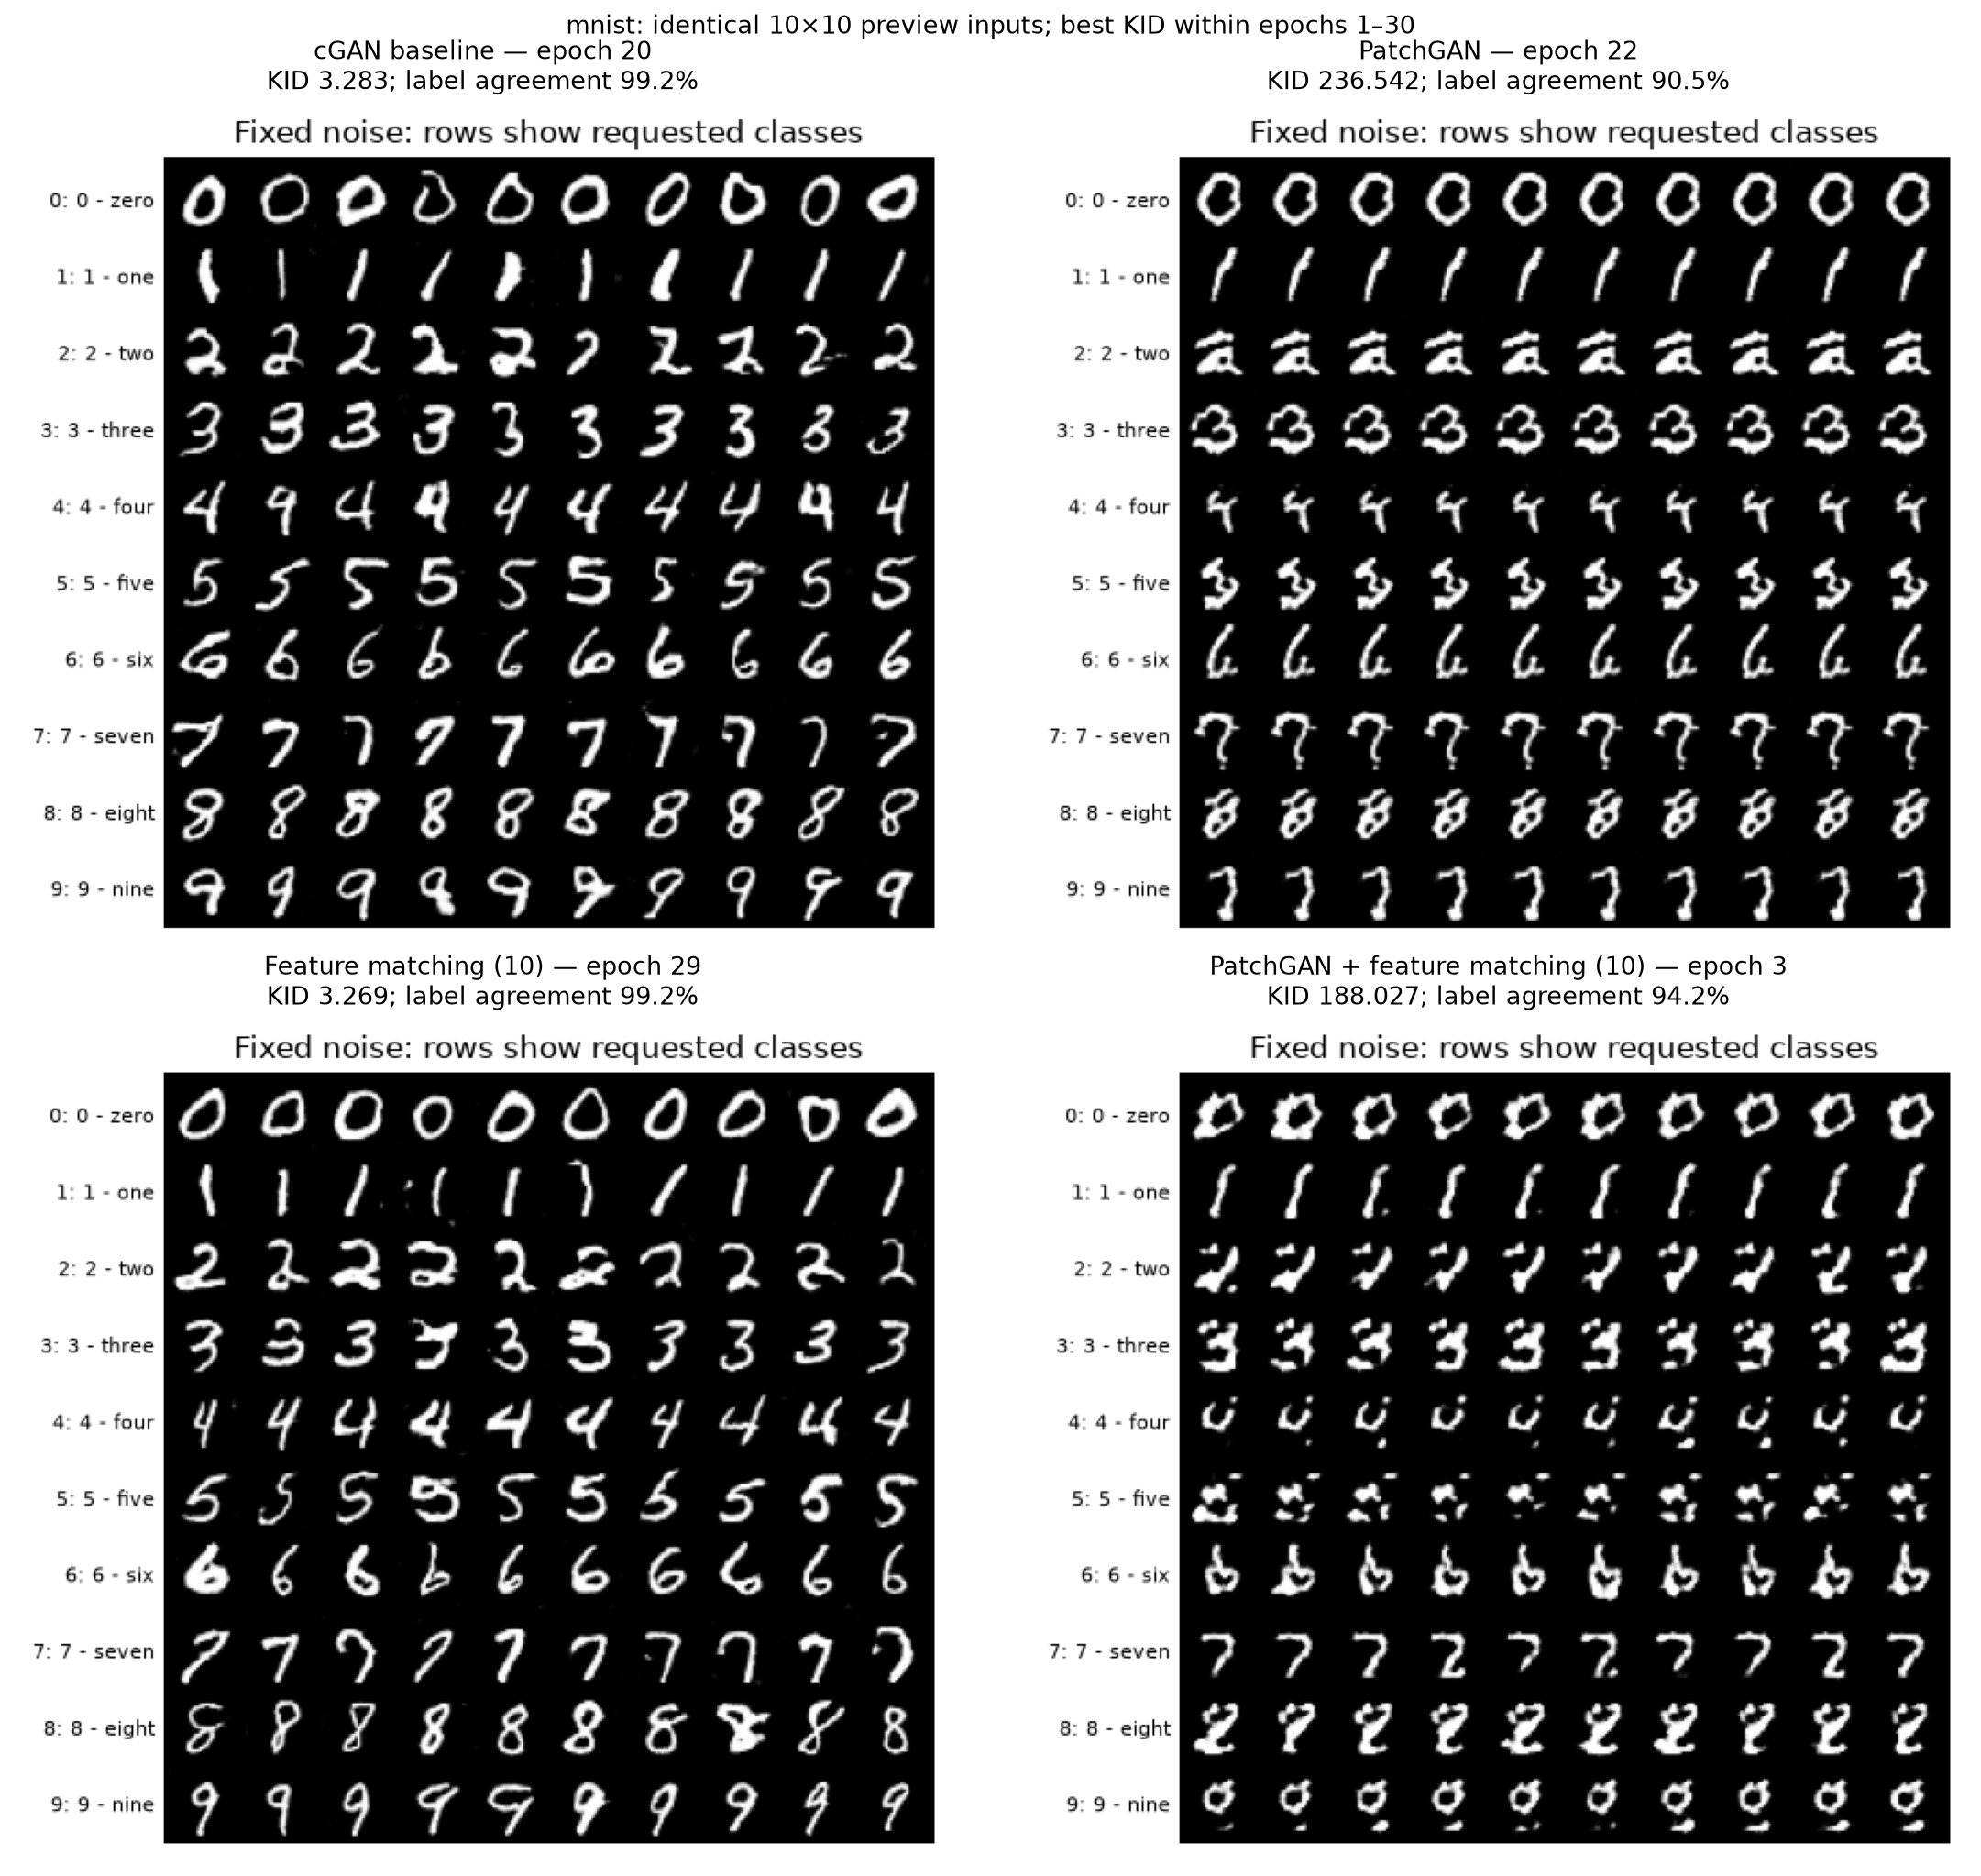 mnist: identical 10×10 preview inputs; best KID within epochs 1–30
cGAN baseline — epoch 20
KID 3.283; label agreement 99.2%
Fixed noise: rows show requested classes
0: 0 - zero
1: 1 - one
2: 2 - two
3: 3 - three
4: 4 - four
5: 5 - five
6: 6 - six
7: 7 - seven
8: 8 - eight
9: 9 - nine
PatchGAN — epoch 22
KID 236.542; label agreement 90.5%
Fixed noise: rows show requested classes
0: 0 - zero
1: 1 - one
2: 2 - two
3: 3 - three
4: 4 - four
5: 5 - five
6: 6 - six
7: 7 - seven
8: 8 - eight
9: 9 - nine
Feature matching (10) — epoch 29
KID 3.269; label agreement 99.2%
Fixed noise: rows show requested classes
0: 0 - zero
1: 1 - one
2: 2 - two
3: 3 - three
4: 4 - four
5: 5 - five
6: 6 - six
7: 7 - seven
8: 8 - eight
9: 9 - nine
PatchGAN + feature matching (10) — epoch 3
KID 188.027; label agreement 94.2%
Fixed noise: rows show requested classes
0: 0 - zero
1: 1 - one
2: 2 - two
3: 3 - three
4: 4 - four
5: 5 - five
6: 6 - six
7: 7 - seven
8: 8 - eight
9: 9 - nine